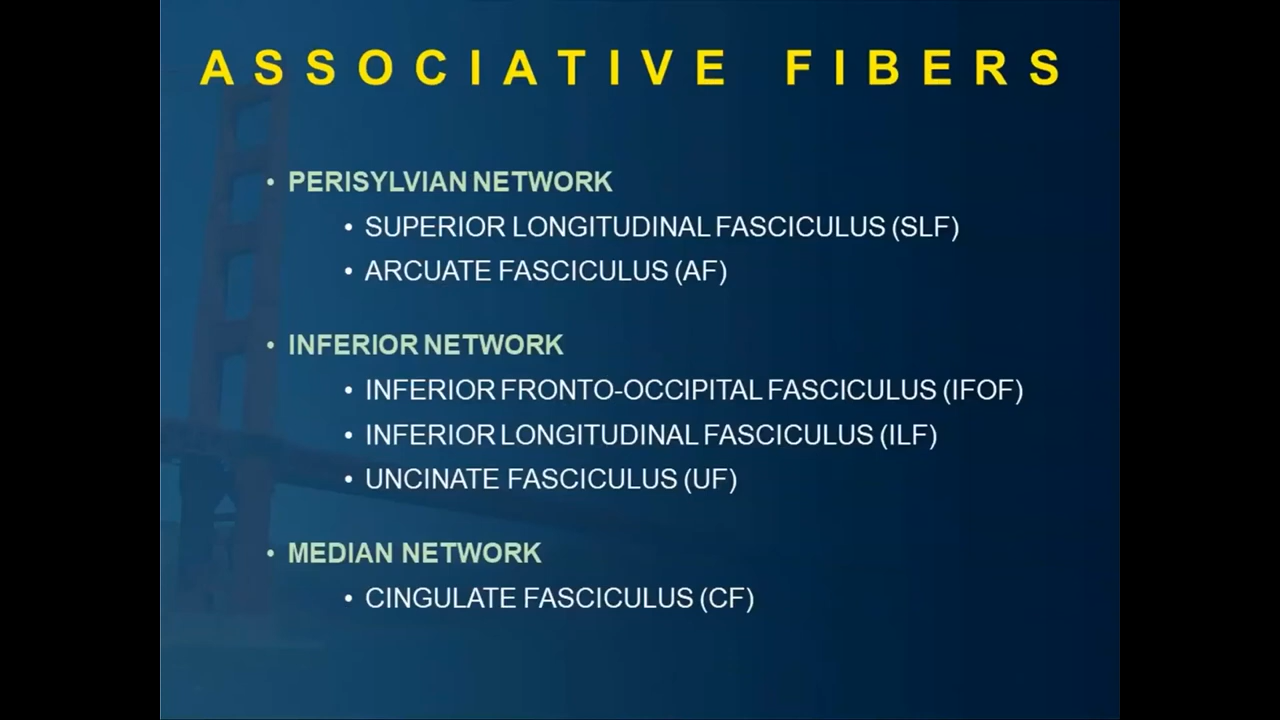 ASSOCIATIVE FIBERS
• PERISYLVIAN NETWORK
• SUPERIOR LONGITUDINAL FASCICULUS (SLF)
• ARCUATE FASCICULUS (AF)
• INFERIOR NETWORK
• INFERIOR FRONTO-OCCIPITAL FASCICULUS (IFOF)
• INFERIOR LONGITUDINAL FASCICULUS (ILF)
• UNCINATE FASCICULUS (UF)
• MEDIAN NETWORK
• CINGULATE FASCICULUS (CF)